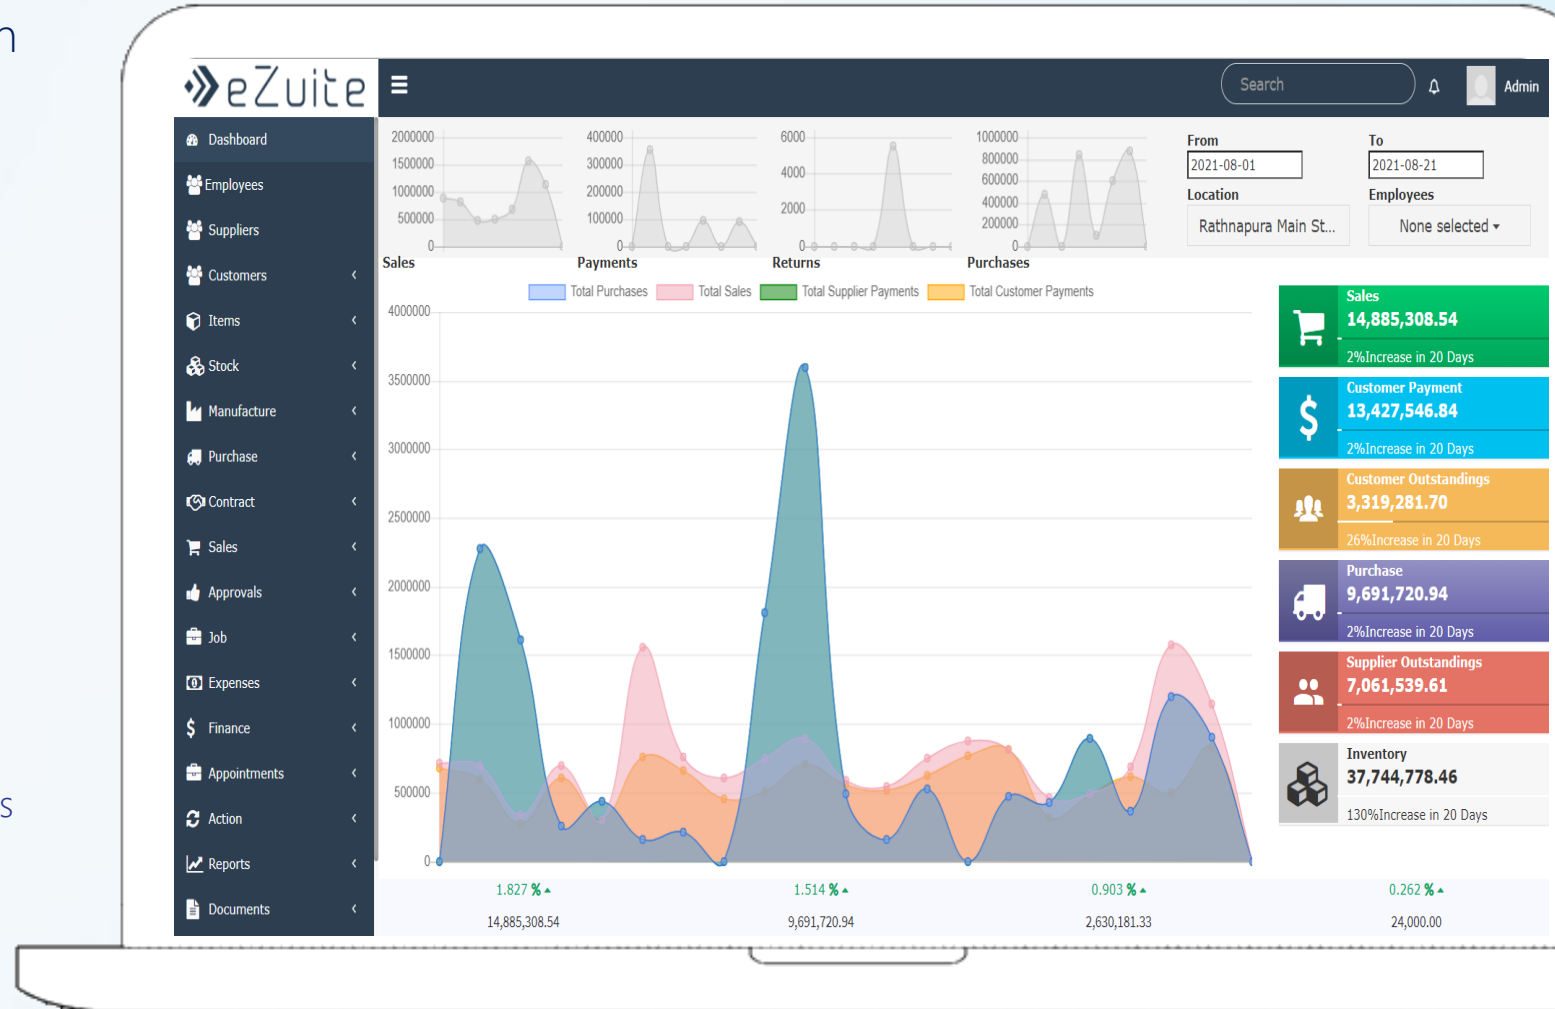 n
s
eZuite
Search
Admin
Dashboard
Employees
Suppliers
Customers
Items
Stock
Manufacture
Purchase
Contract
Sales
Approvals
Job
Expenses
Finance
Appointments
Action
Reports
Documents
2000000
1500000
1000000
500000
0
Sales
400000
300000
200000
100000
0
Payments
6000
4000
2000
0
Returns
1000000
800000
600000
400000
200000
0
Purchases
From
To
2021-08-01
2021-08-21
Location
Employees
Rathnapura Main St...
None selected
Total Purchases Total Sales Total Supplier Payments Total Customer Payments
4000000
3500000
3000000
2500000
2000000
1500000
1000000
500000
0
Sales
14,885,308.54
2%Increase in 20 Days
Customer Payment
13,427,546.84
2%Increase in 20 Days
Customer Outstandings
3,319,281.70
26%Increase in 20 Days
Purchase
9,691,720.94
2%Increase in 20 Days
Supplier Outstandings
7,061,539.61
2%Increase in 20 Days
Inventory
37,744,778.46
130%Increase in 20 Days
1.827 %
1.514 %
0.903 %
0.262 %
14,885,308.54
9,691,720.94
2,630,181.33
24,000.00